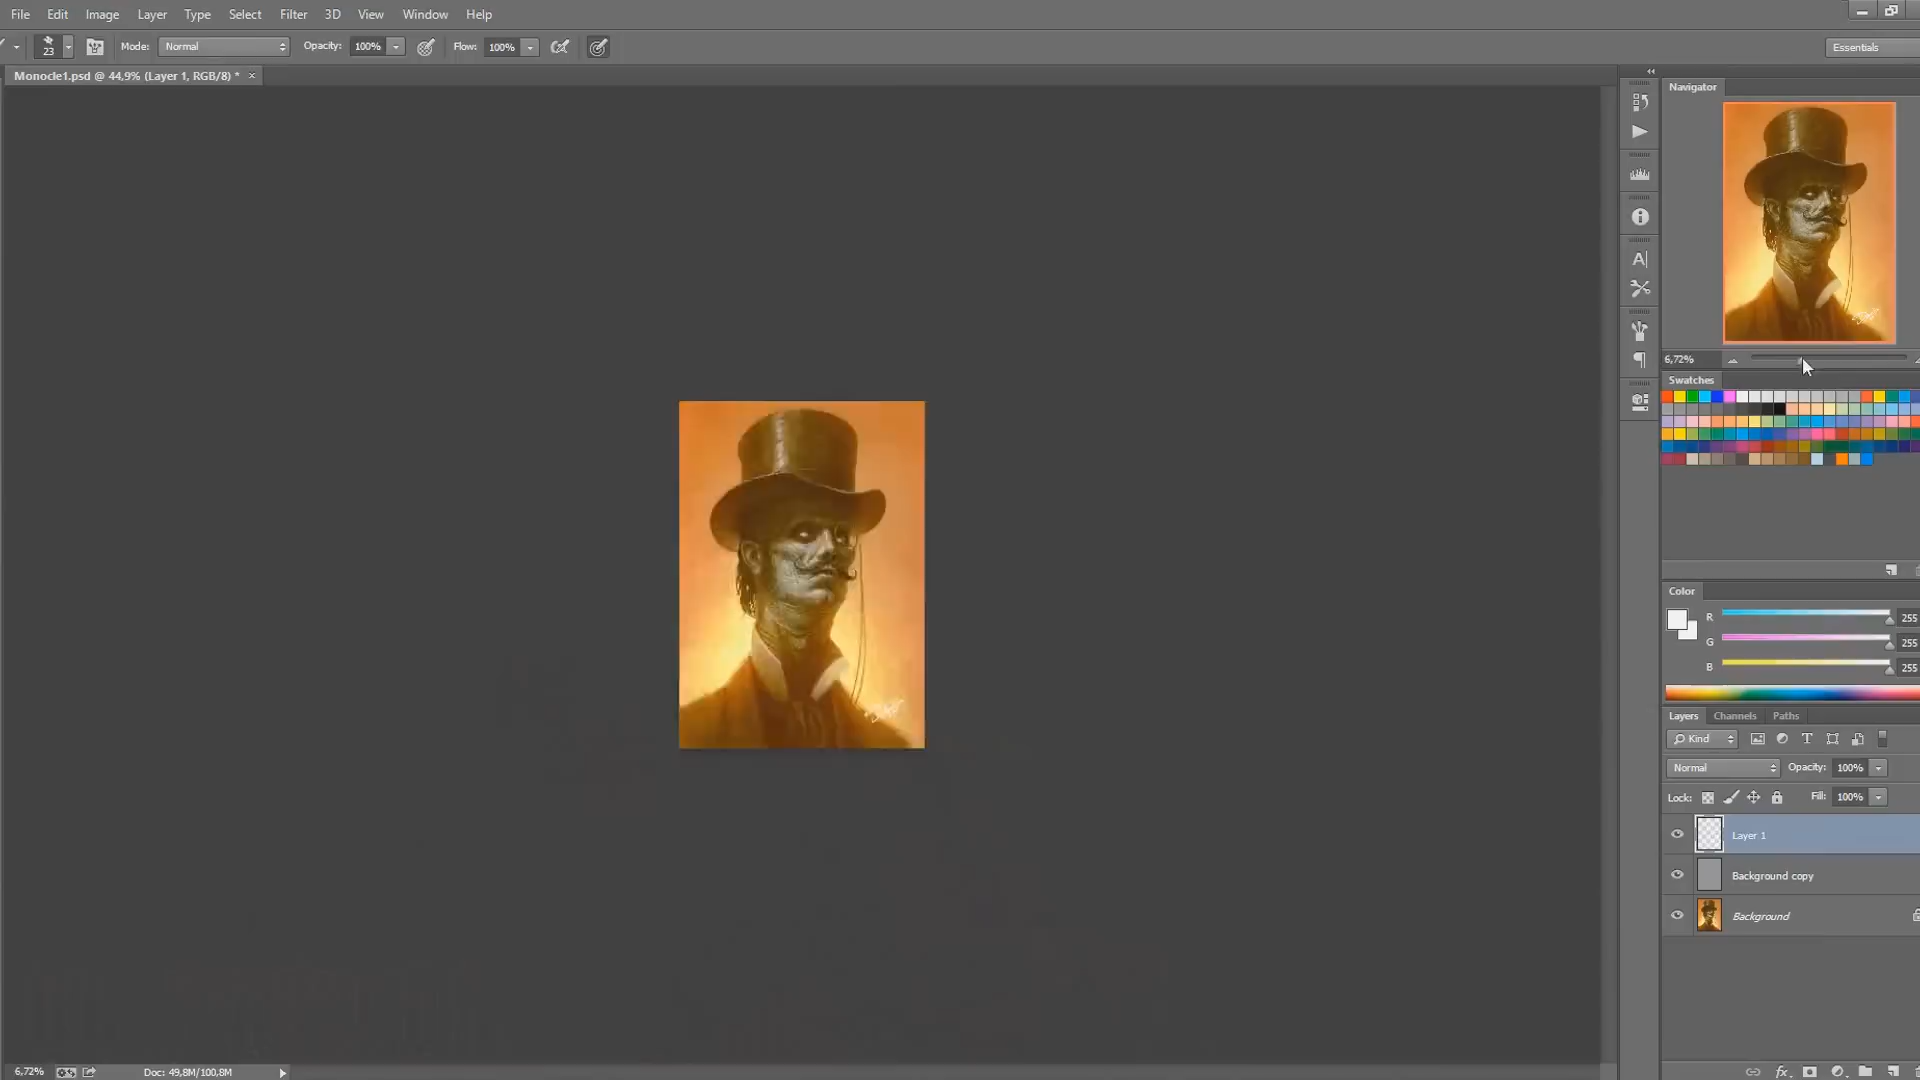 File Edit Image Layer Type Select Filter 3D View Window Help
23 Mode: Normal Opacity: 100% Flow: 100% Essentials
Monocle1.psd @ 44,9% (Layer 1, RGB/8) * ×
Navigator
6,72%
Swatches
Color
R 255
G 255
B 255
Layers Channels Paths
Kind
Normal Opacity: 100%
Lock: Fill: 100%
Layer 1
Background copy
Background
6,72% Doc: 49,8M/100,8M